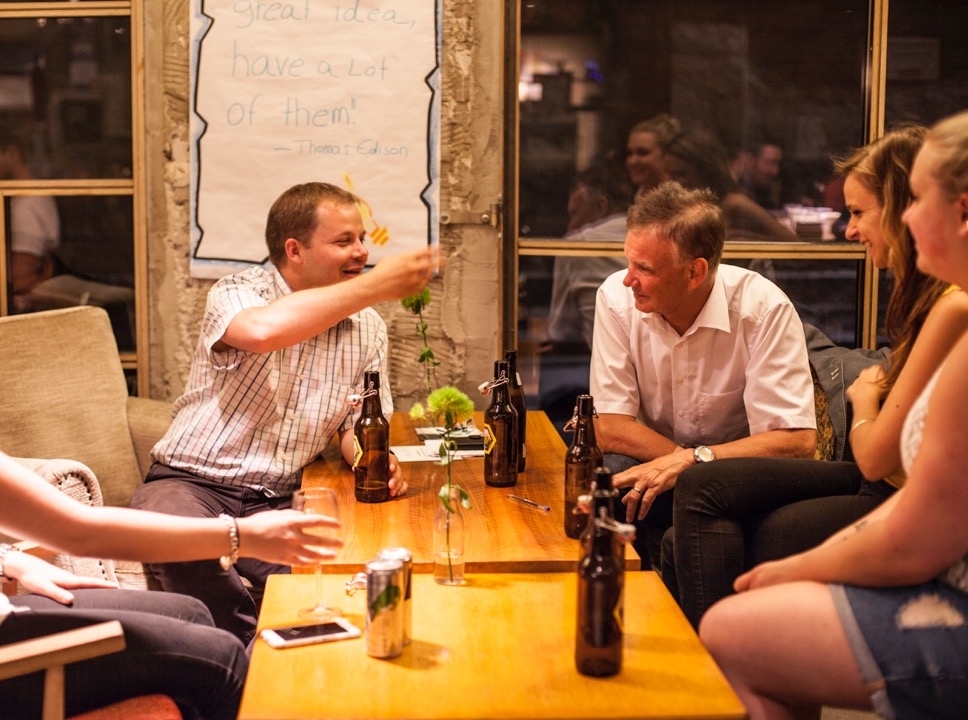 great idea,
have a Lot
of them"
—Thomas Edison